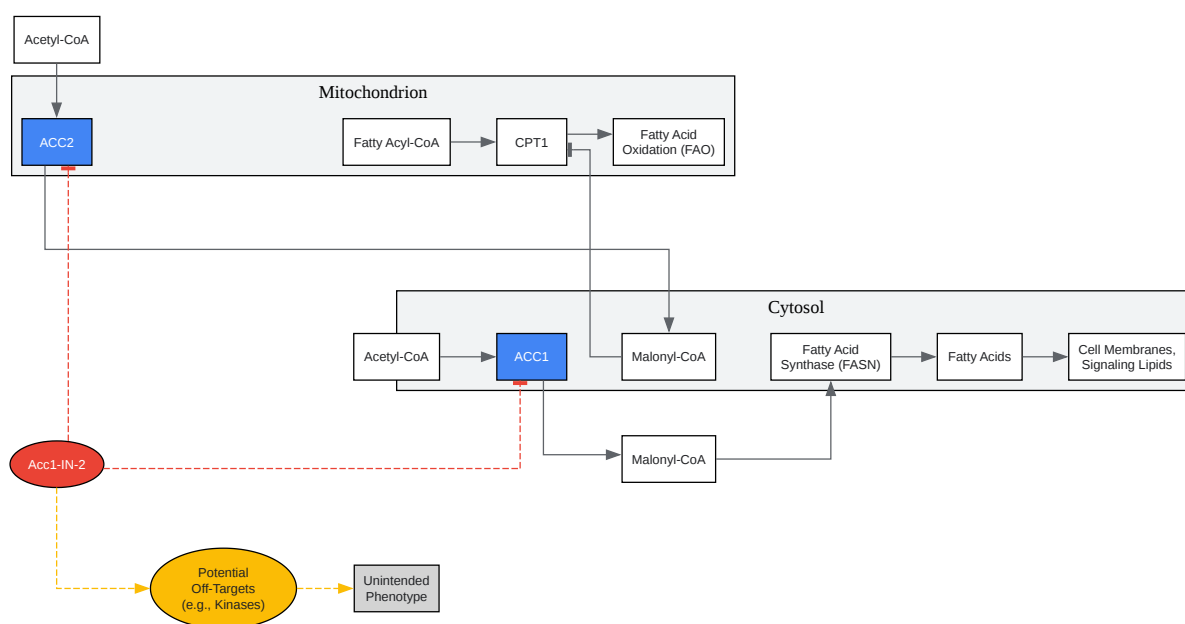 Acetyl-CoA
Mitochondrion
ACC2
Fatty Acyl-CoA
CPT1
Fatty Acid
Oxidation (FAO)
Cytosol
Acetyl-CoA
ACC1
Malonyl-CoA
Fatty Acid
Synthase (FASN)
Fatty Acids
Cell Membranes,
Signaling Lipids
Acc1-IN-2
Malonyl-CoA
Potential
Off-Targets
(e.g., Kinases)
Unintended
Phenotype